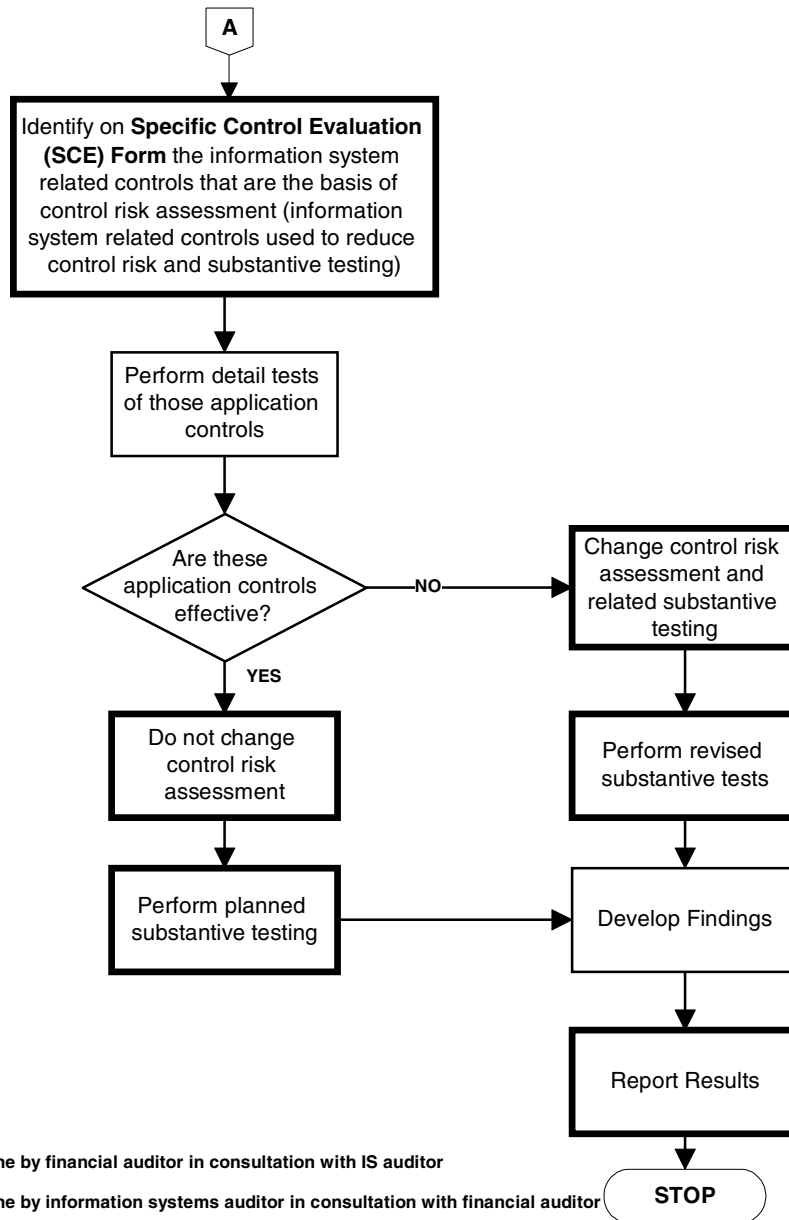 A
Identify on Specific Control Evaluation
(SCE) Form the information system
related controls that are the basis of
control risk assessment (information
system related controls used to reduce
control risk and substantive testing)
Perform detail tests
of those application
controls
Are these
application controls
effective?
NO
Change control risk
assessment and
related substantive
testing
YES
Do not change
control risk
assessment
Perform revised
substantive tests
Perform planned
substantive testing
Develop Findings
Report Results
ne by financial auditor in consultation with IS auditor
ne by information systems auditor in consultation with financial auditor
STOP